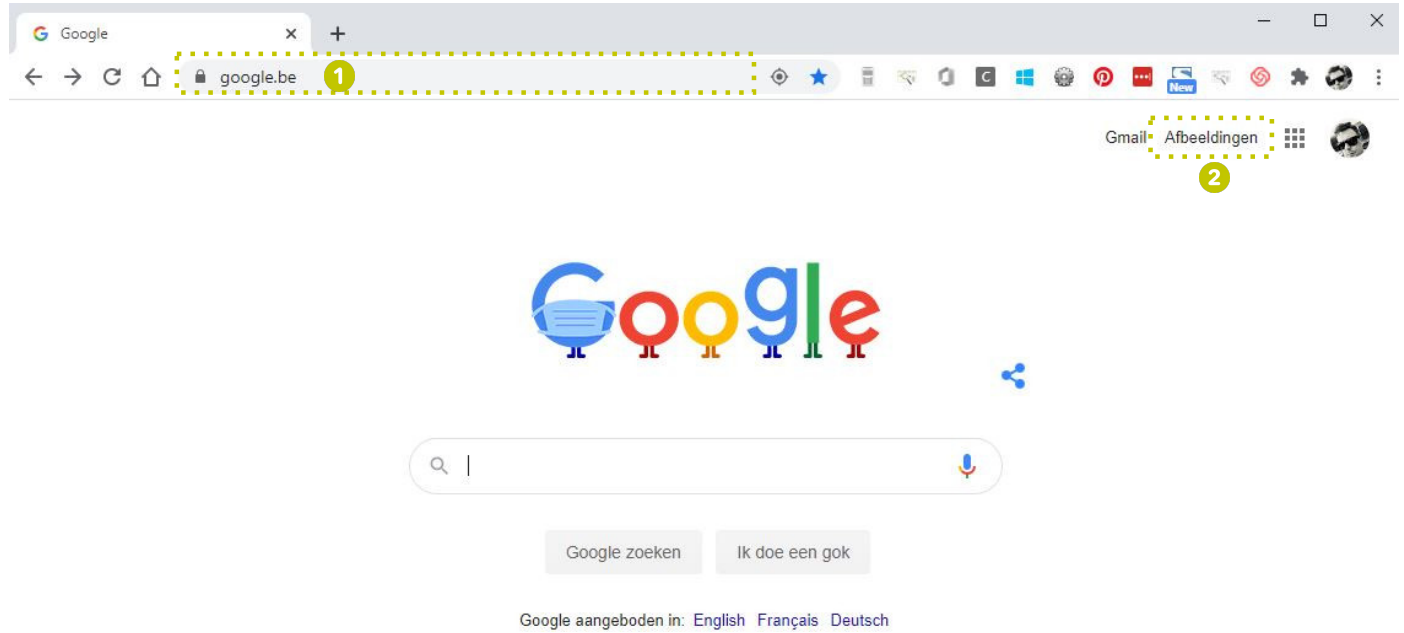 Google
google.be 1
C
New
Gmail Afbeeldingen
2
Google
Google zoeken Ik doe een gok
Google aangeboden in: English Français Deutsch